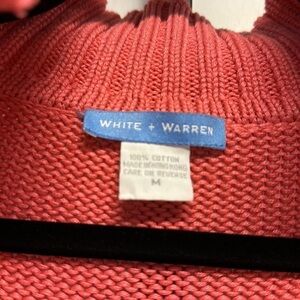 WHITE + WARREN
100% COTTON
MADE IN HONG KONG
CARE ON REVERSE
M